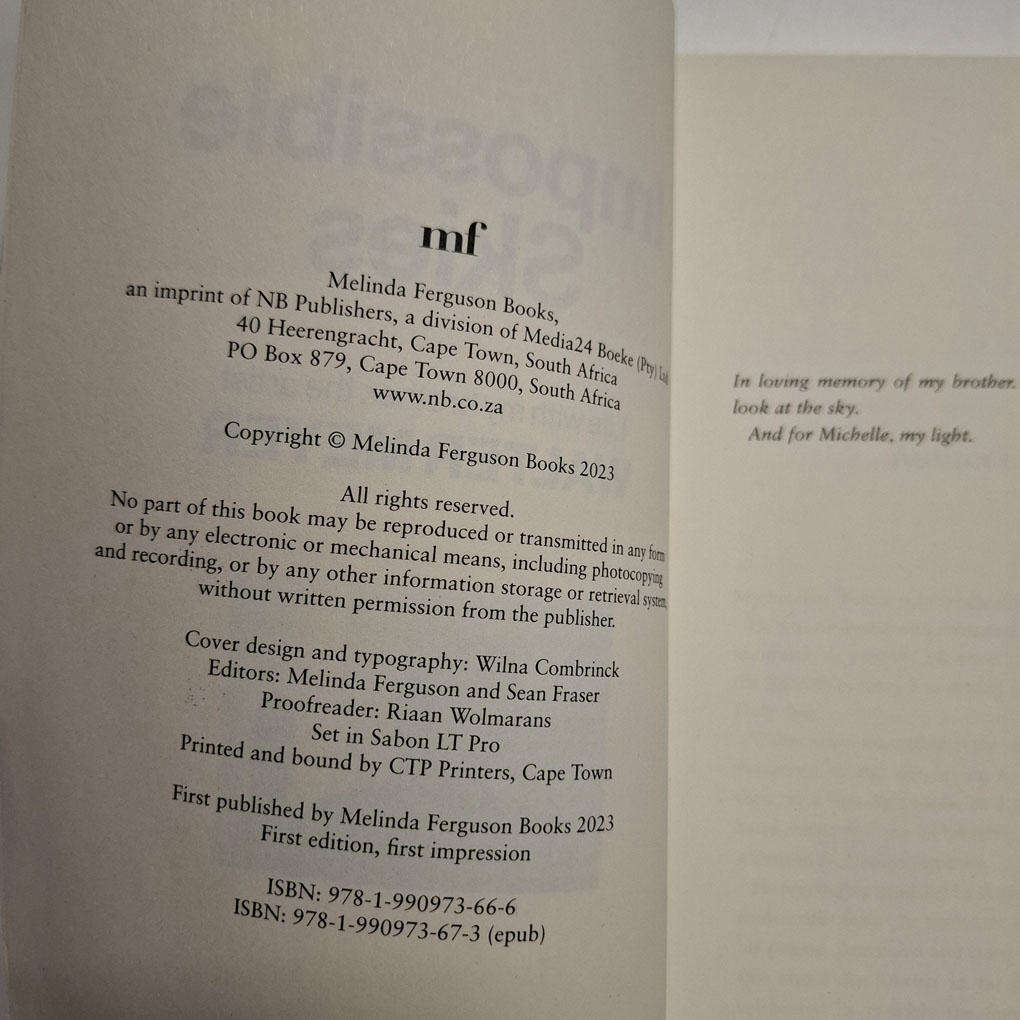 mf
Melinda Ferguson Books,
an imprint of NB Publishers, a division of Media24 Boeke (Pty) Ltd
40 Heerengracht, Cape Town, South Africa
PO Box 879, Cape Town 8000, South Africa
www.nb.co.za
Copyright © Melinda Ferguson Books 2023
All rights reserved.
No part of this book may be reproduced or transmitted in any form
or by any electronic or mechanical means, including photocopying
and recording, or by any other information storage or retrieval system,
without written permission from the publisher.
Cover design and typography: Wilna Combrinck
Editors: Melinda Ferguson and Sean Fraser
Proofreader: Riaan Wolmarans
Set in Sabon LT Pro
Printed and bound by CTP Printers, Cape Town
First published by Melinda Ferguson Books 2023
First edition, first impression
ISBN: 978-1-990973-66-6
ISBN: 978-1-990973-67-3 (epub)
In loving memory of my brother.
look at the sky.
And for Michelle, my light.